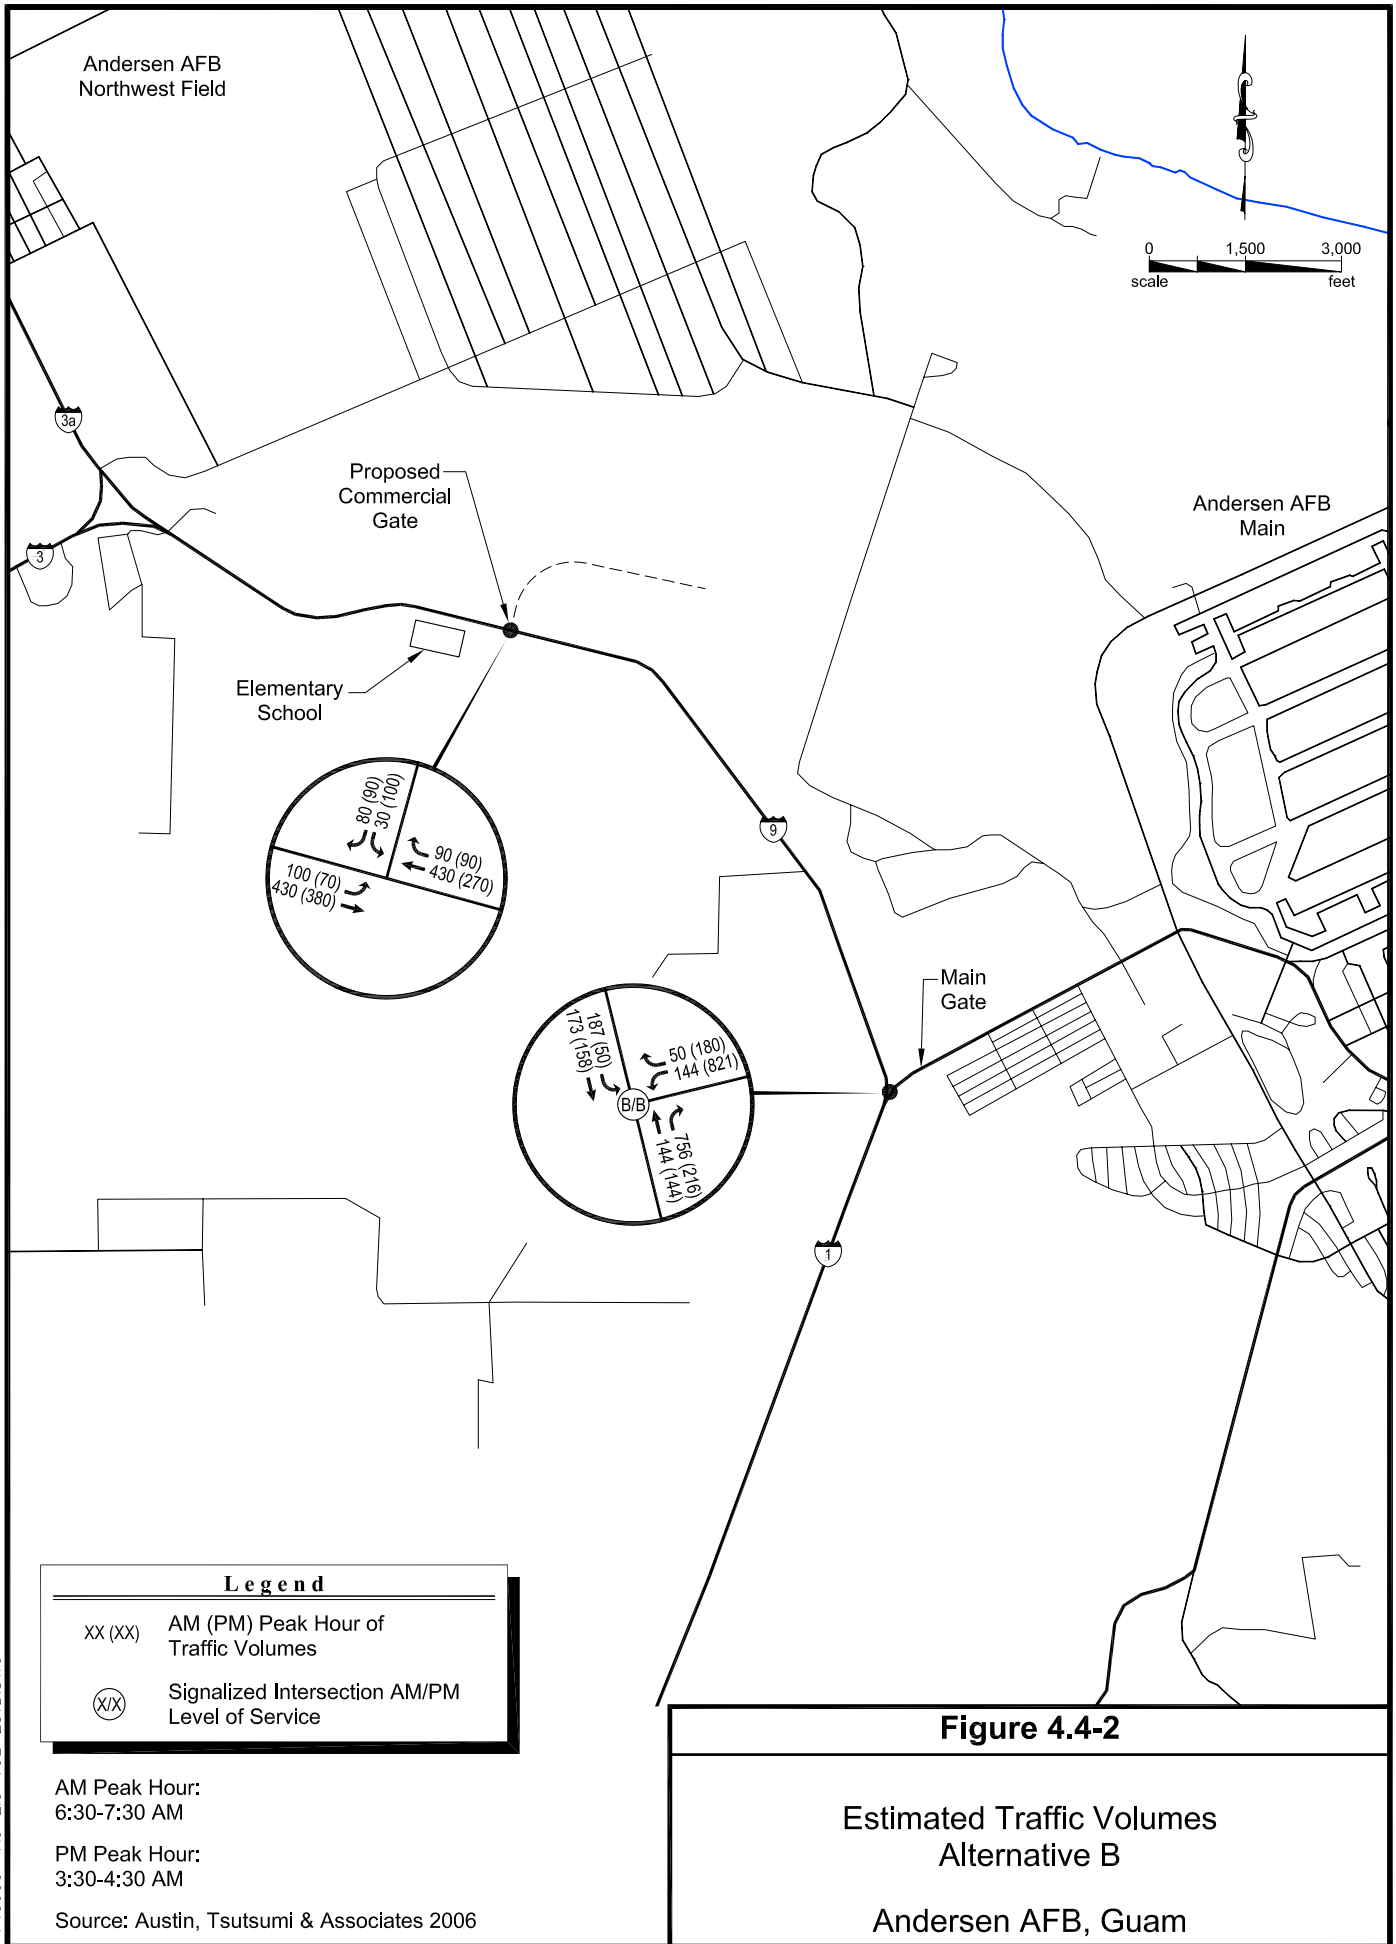 Andersen AFB
Northwest Field
0 1,500 3,000
scale feet
3a
Proposed
Commercial
Gate
Andersen AFB
Main
3
Elementary
School
80 (90)
30 (100)
90 (90)
430 (270)
100 (70)
430 (380)
9
Main
Gate
187 (50)
173 (158)
50 (180)
144 (821)
B/B
756 (216)
144 (144)
1
Legend
XX (XX) AM (PM) Peak Hour of
Traffic Volumes
X/X Signalized Intersection AM/PM
Level of Service
AM Peak Hour:
6:30-7:30 AM
PM Peak Hour:
3:30-4:30 AM
Source: Austin, Tsutsumi & Associates 2006
Figure 4.4-2
Estimated Traffic Volumes
Alternative B
Andersen AFB, Guam